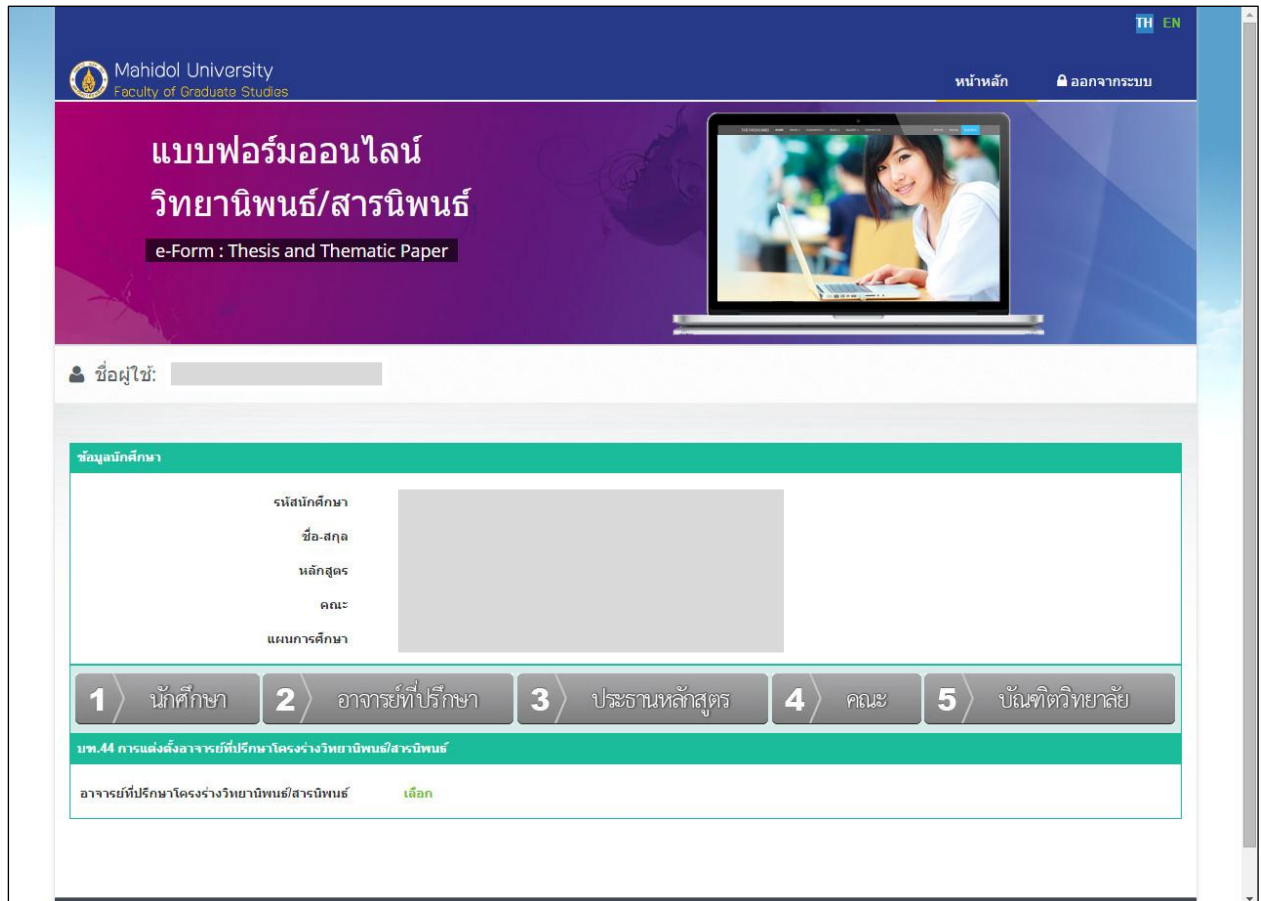 TH EN
Mahidol University
Faculty of Graduate Studies
หน้าหลัก ออกจากระบบ
แบบฟอร์มออนไลน์
วิทยานิพนธ์/สารนิพนธ์
e-Form : Thesis and Thematic Paper
ชื่อผู้ใช้:
ข้อมูลนักศึกษา
รหัสนักศึกษา
ชื่อ-สกุล
หลักสูตร
คณะ
แผนการศึกษา
1 นักศึกษา 2 อาจารย์ที่ปรึกษา 3 ประธานหลักสูตร 4 คณะ 5 บัณฑิตวิทยาลัย
บฑ.44 การแต่งตั้งอาจารย์ที่ปรึกษาโครงร่างวิทยานิพนธ์/สารนิพนธ์
อาจารย์ที่ปรึกษาโครงร่างวิทยานิพนธ์/สารนิพนธ์ เลือก